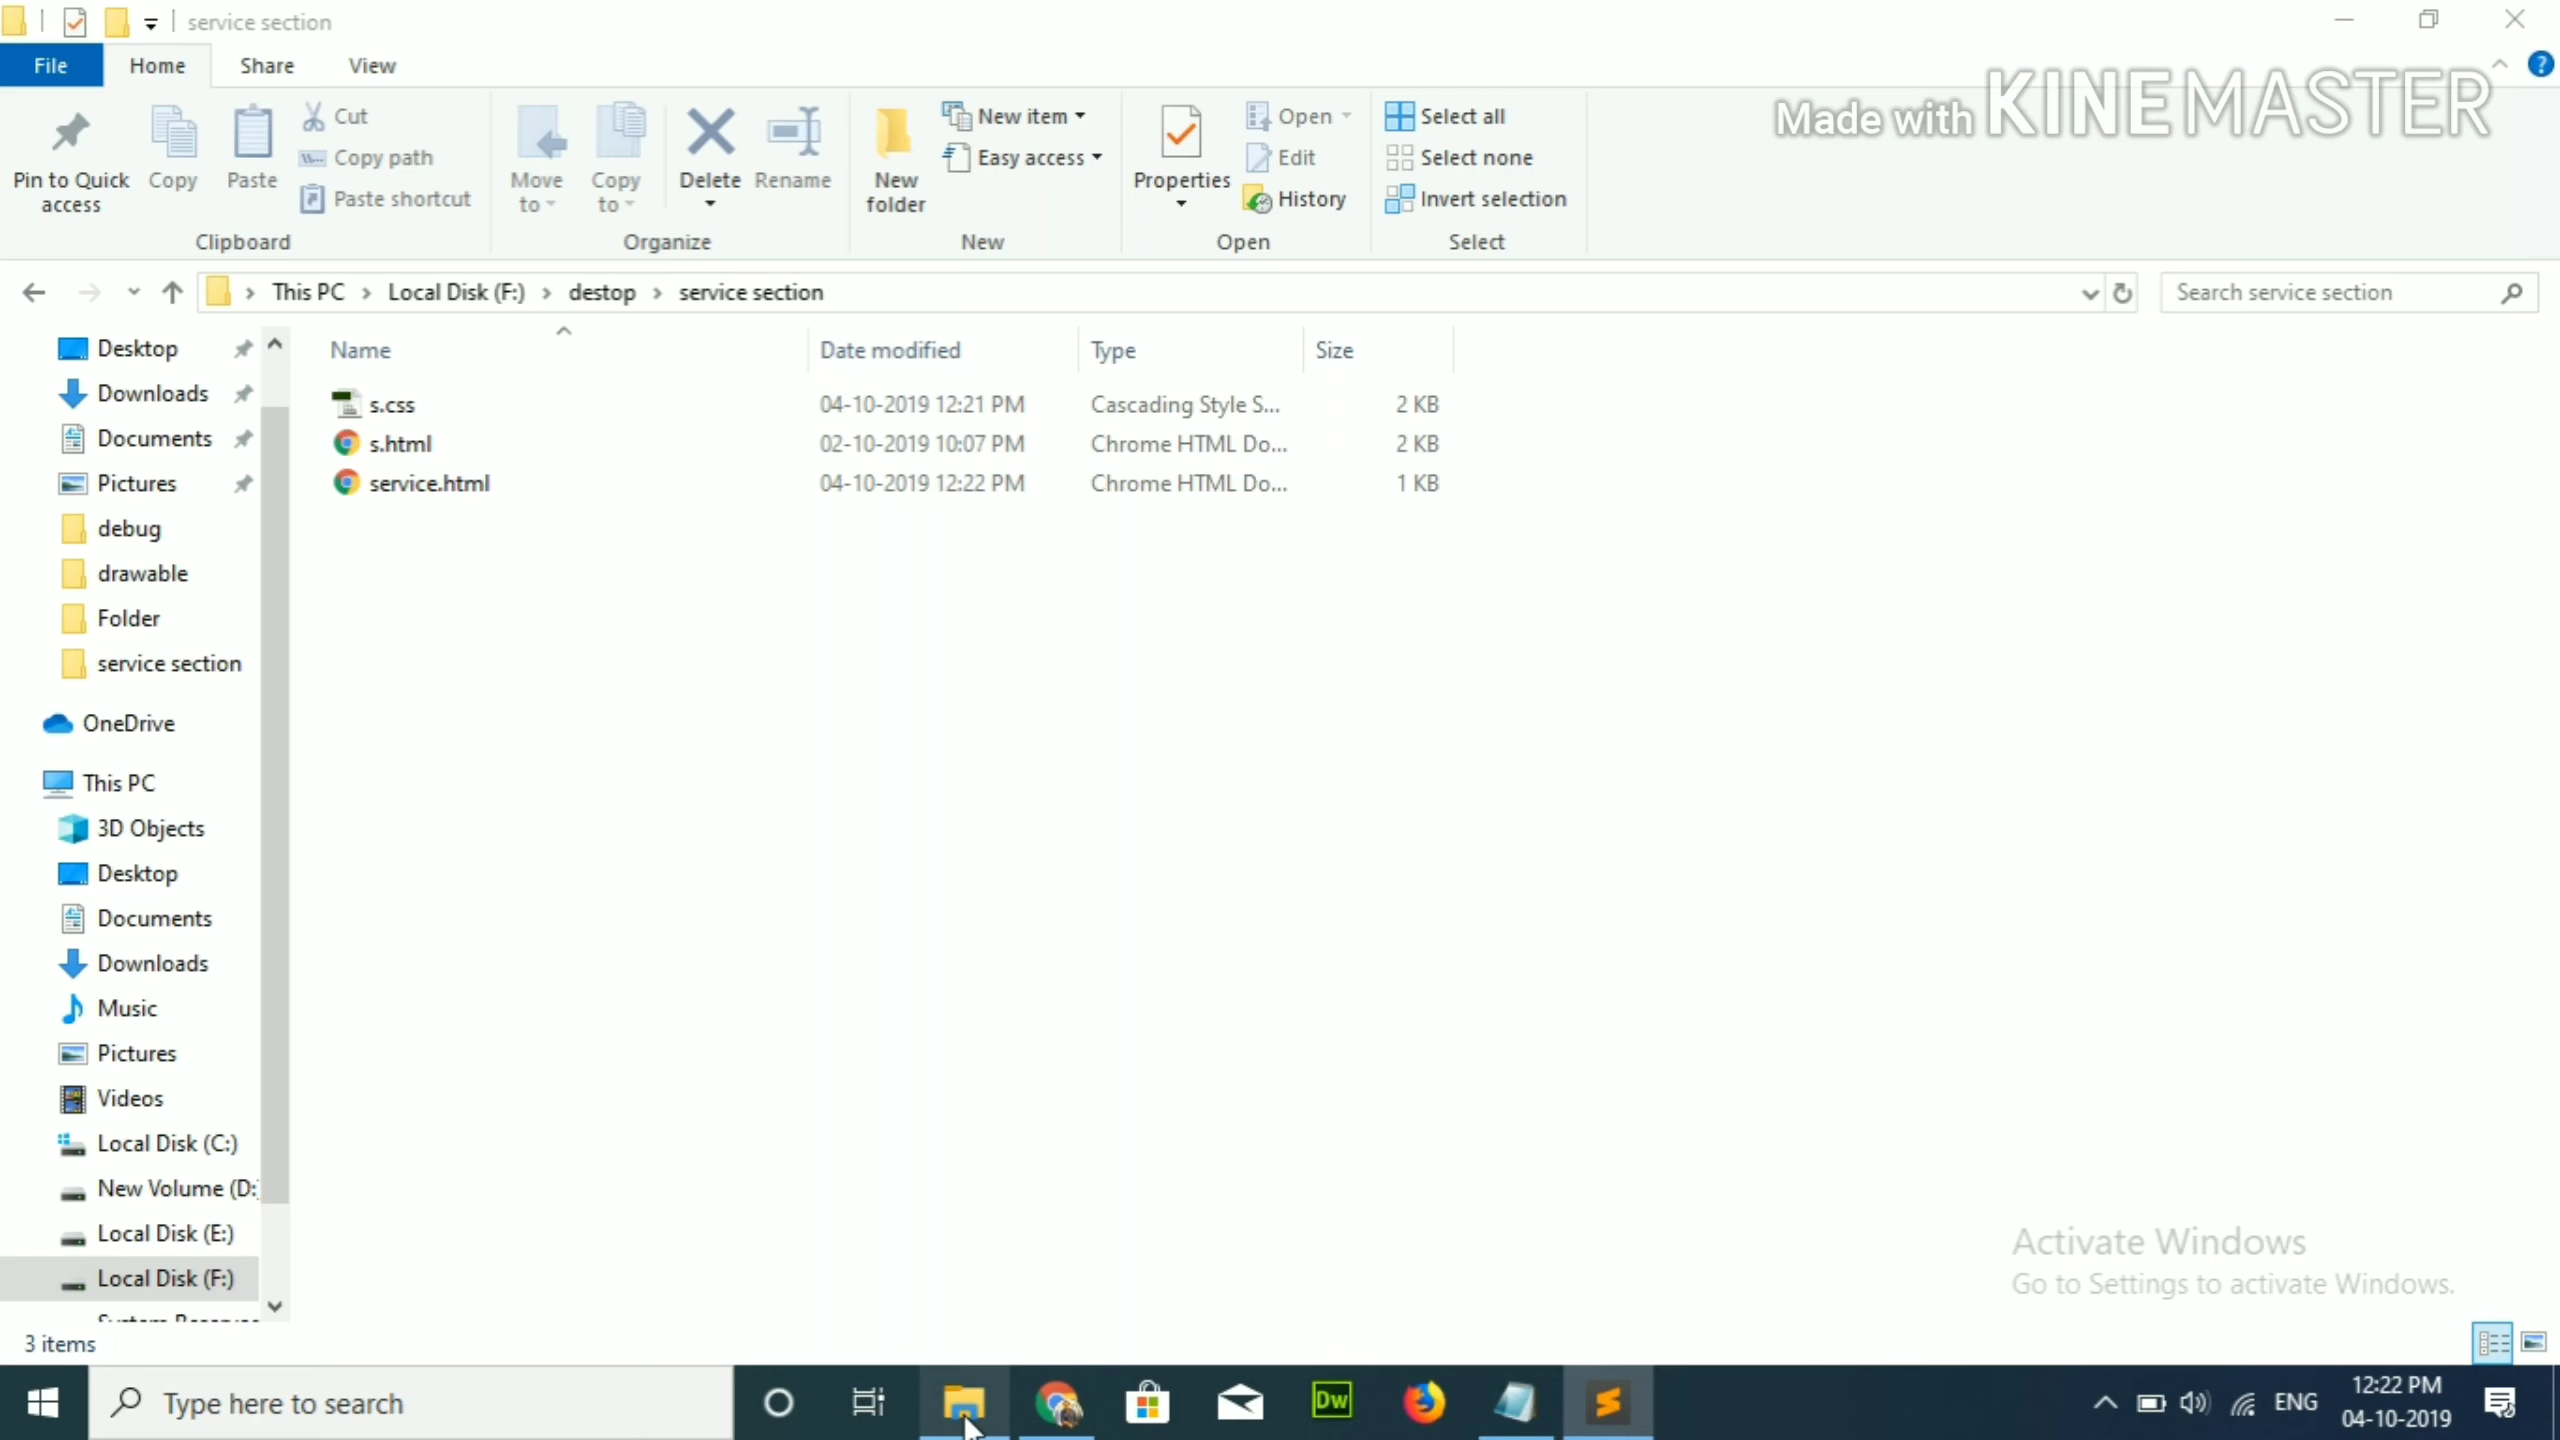 service section
File Home Share View
Made with KINEMASTER
Pin to Quick access
Copy
Paste
Cut
Copy path
Paste shortcut
Clipboard
Move to
Copy to
Delete
Rename
Organize
New folder
New item
Easy access
New
Properties
Open
Edit
History
Open
Select all
Select none
Invert selection
Select
This PC > Local Disk (F:) > destop > service section
Search service section
Name Date modified Type Size
s.css 04-10-2019 12:21 PM Cascading Style S... 2 KB
s.html 02-10-2019 10:07 PM Chrome HTML Do... 2 KB
service.html 04-10-2019 12:22 PM Chrome HTML Do... 1 KB
Desktop
Downloads
Documents
Pictures
debug
drawable
Folder
service section
OneDrive
This PC
3D Objects
Desktop
Documents
Downloads
Music
Pictures
Videos
Local Disk (C:)
New Volume (D:
Local Disk (E:)
Local Disk (F:)
Activate Windows
Go to Settings to activate Windows.
3 items
Type here to search
Dw
ENG
12:22 PM
04-10-2019